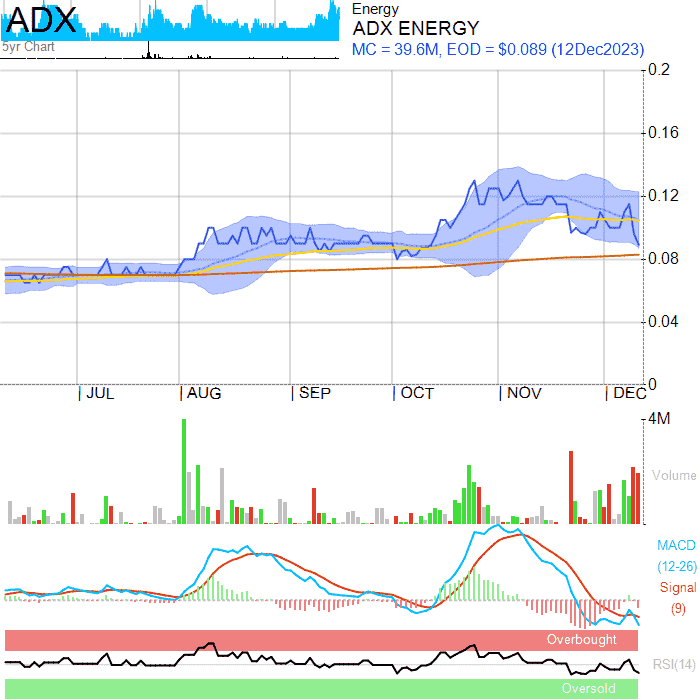 ADX
5yr Chart
Energy
ADX ENERGY
MC = 39.6M, EOD = $0.089 (12Dec2023)
0.2
0.16
0.12
0.08
0.04
0
JUL AUG SEP OCT NOV DEC
4M
Volume
MACD
(12-26)
Signal
(9)
Overbought
RSI(14)
Oversold